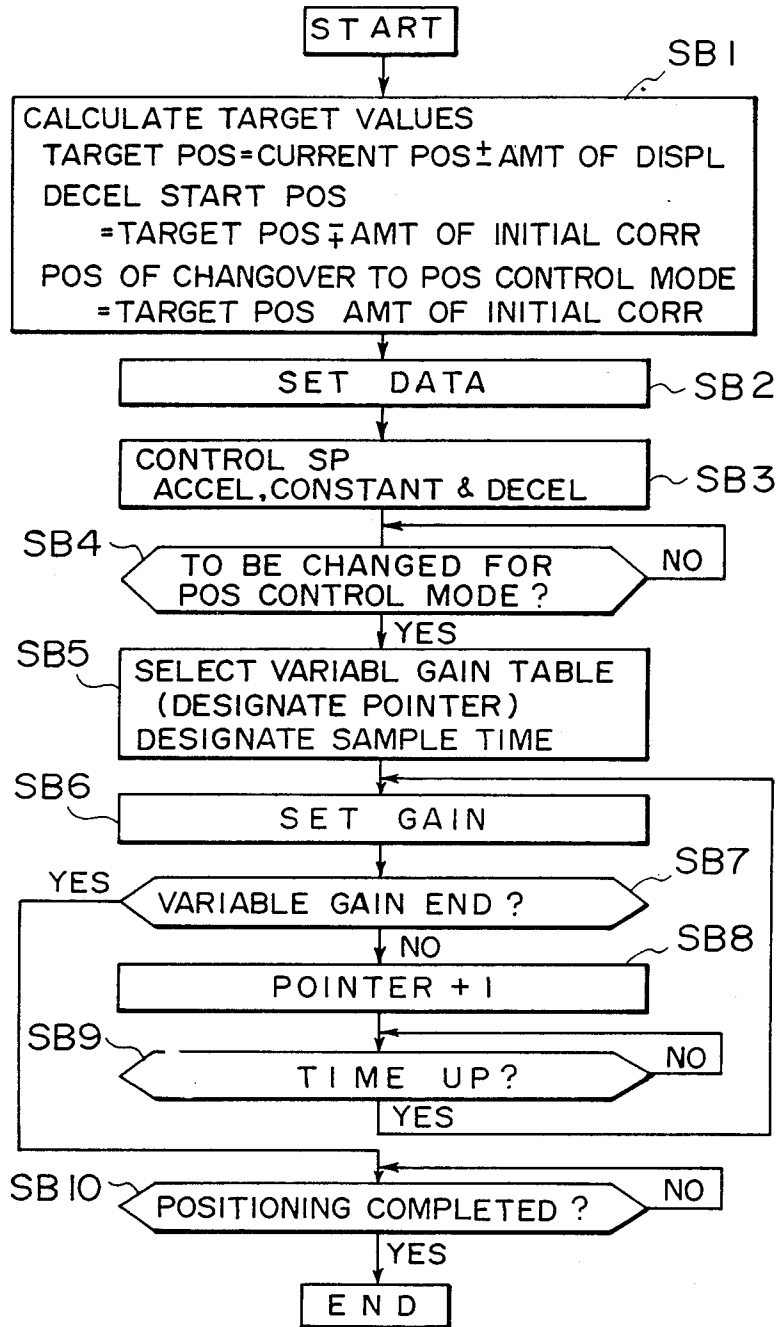 START
SB1
CALCULATE TARGET VALUES
TARGET POS=CURRENT POS±AMT OF DISPL
DECEL START POS
=TARGET POS∓AMT OF INITIAL CORR
POS OF CHANGOVER TO POS CONTROL MODE
=TARGET POS AMT OF INITIAL CORR
SET DATA
SB2
CONTROL SP
ACCEL, CONSTANT & DECEL
SB3
SB4
TO BE CHANGED FOR
POS CONTROL MODE?
NO
YES
SB5
SELECT VARIABL GAIN TABLE
(DESIGNATE POINTER)
DESIGNATE SAMPLE TIME
SB6
SET GAIN
YES
VARIABLE GAIN END?
SB7
NO
SB8
POINTER + 1
SB9
TIME UP?
NO
YES
SB10
POSITIONING COMPLETED?
NO
YES
END